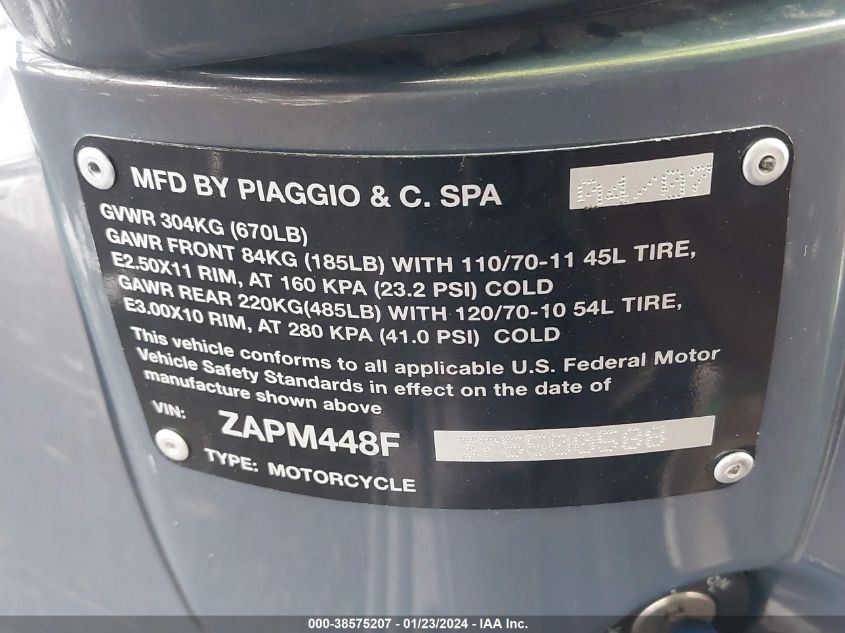 MFD BY PIAGGIO & C. SPA 04/07
GVWR 304KG (670LB)
GAWR FRONT 84KG (185LB) WITH 110/70-11 45L TIRE,
E2.50X11 RIM, AT 160 KPA (23.2 PSI) COLD
GAWR REAR 220KG(485LB) WITH 120/70-10 54L TIRE,
E3.00X10 RIM, AT 280 KPA (41.0 PSI) COLD
This vehicle conforms to all applicable U.S. Federal Motor
Vehicle Safety Standards in effect on the date of
manufacture shown above
VIN: ZAPM448F
TYPE: MOTORCYCLE
ON
000-38575207 - 01/23/2024 - IAA Inc.